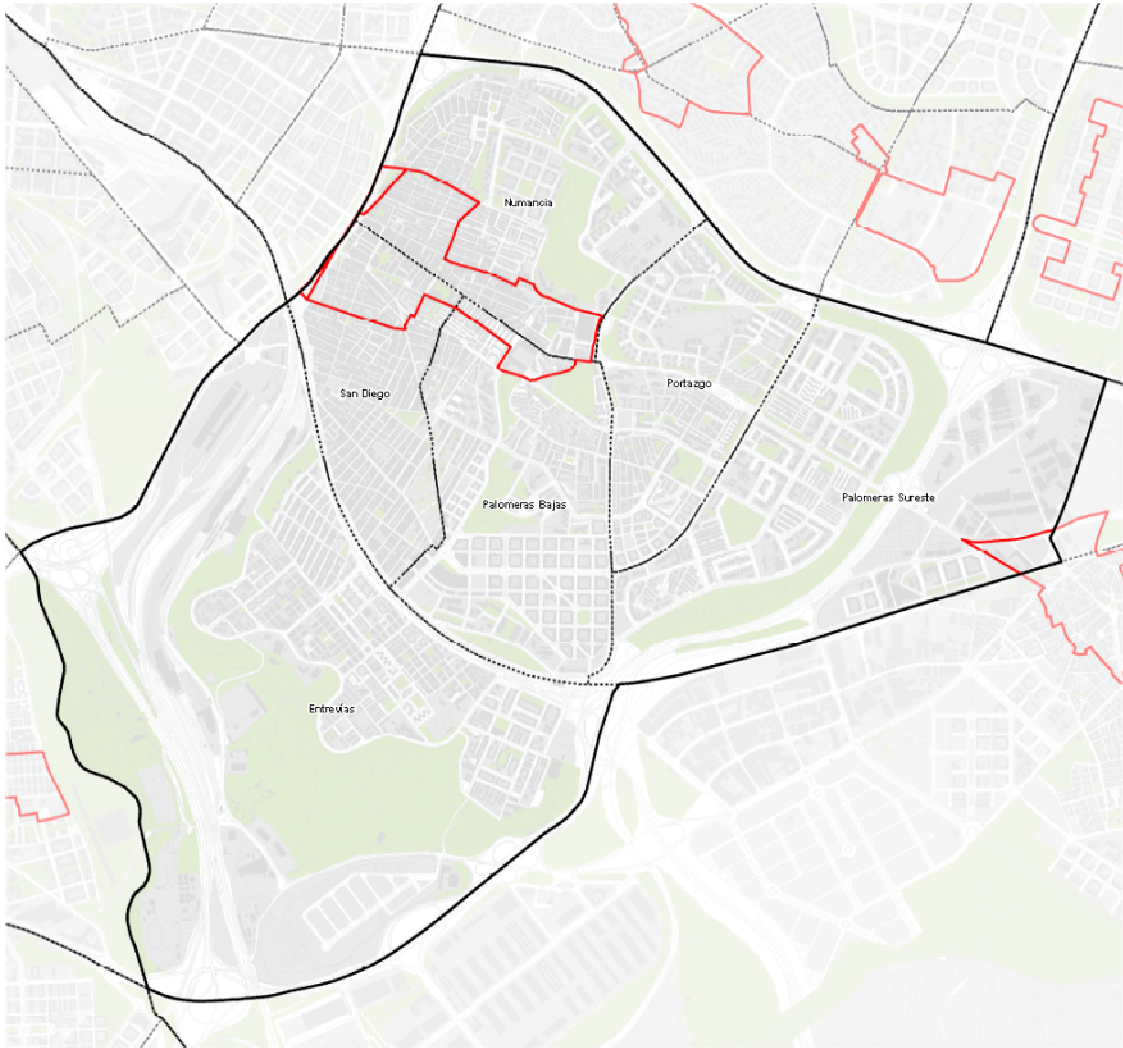 Numancia
San Diego
Portazgo
Palomeras Bajas
Palomeras Sureste
Entrevías